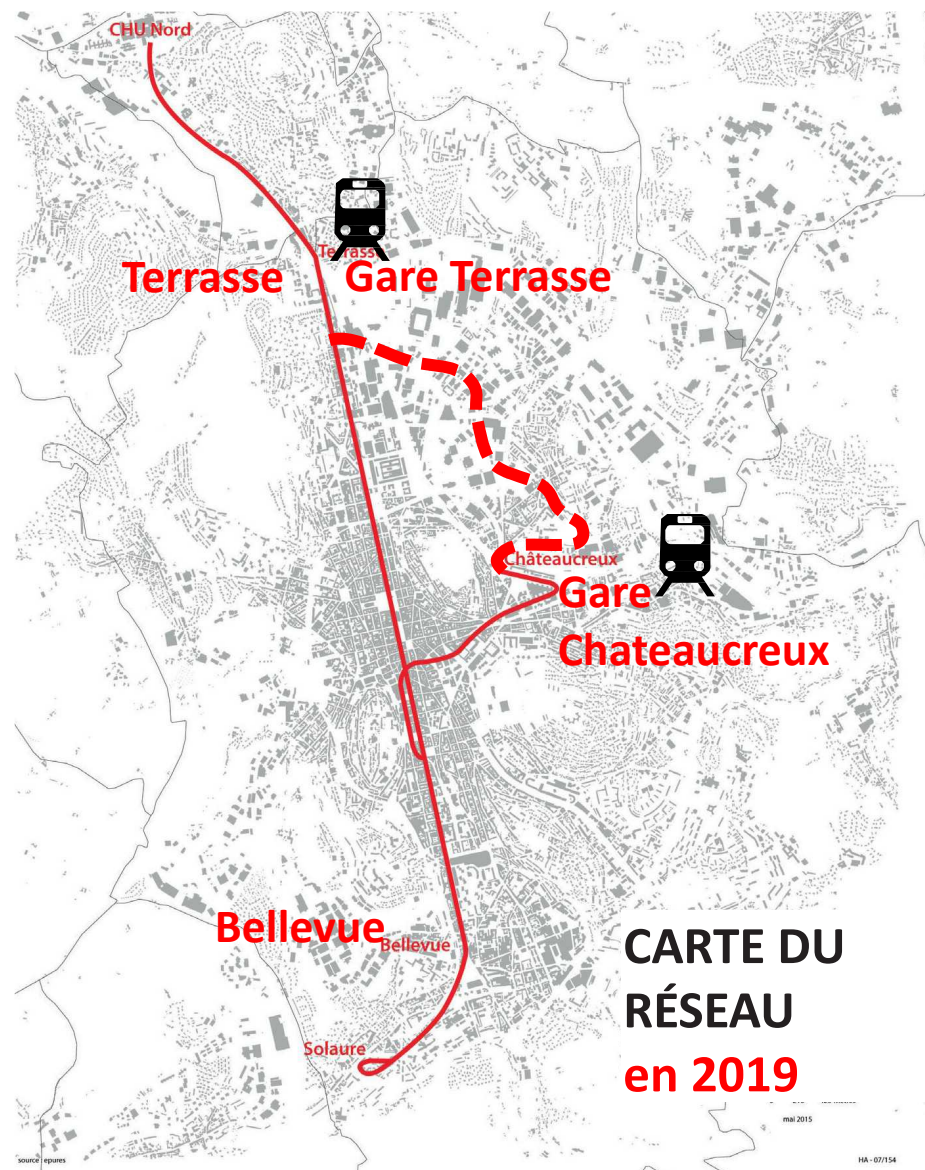 CHU Nord
Terrasse
Gare Terrasse
Châteaucreux
Gare
Chateaucreux
Bellevue
Bellevue
Solaure
CARTE DU
RÉSEAU
en 2019
mai 2015
source : epures
HA - 07/154